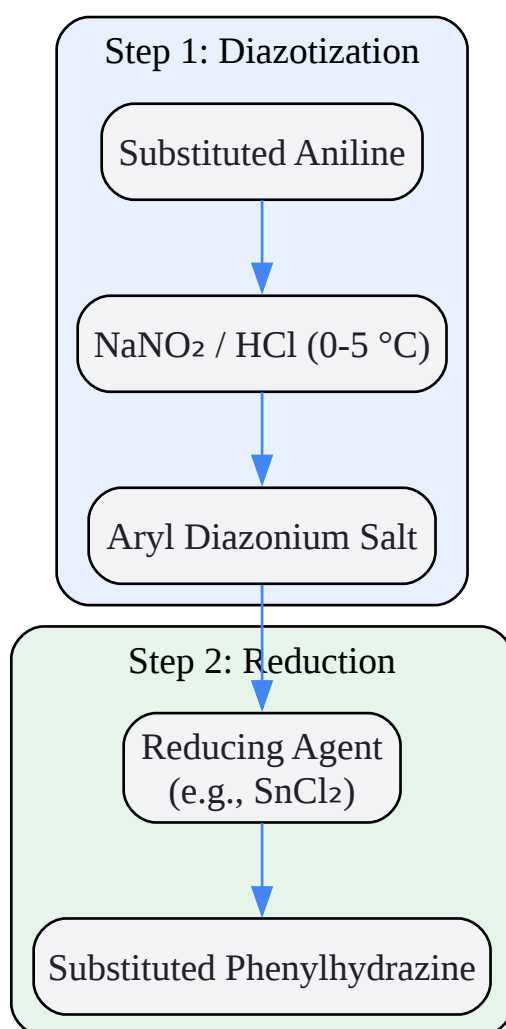 Step 1: Diazotization
Substituted Aniline
NaNO₂ / HCl (0-5 °C)
Aryl Diazonium Salt
Step 2: Reduction
Reducing Agent
(e.g., SnCl₂)
Substituted Phenylhydrazine